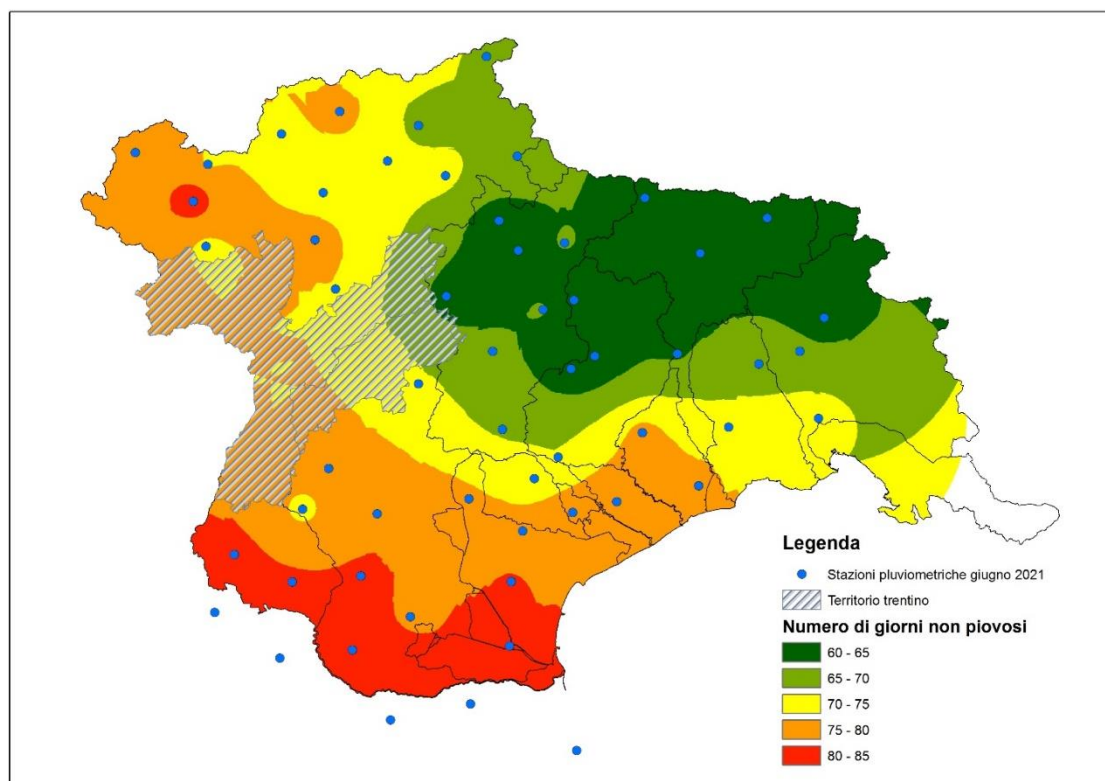 Legenda
Stazioni pluviometriche giugno 2021
Territorio trentino
Numero di giorni non piovosi
60 - 65
65 - 70
70 - 75
75 - 80
80 - 85